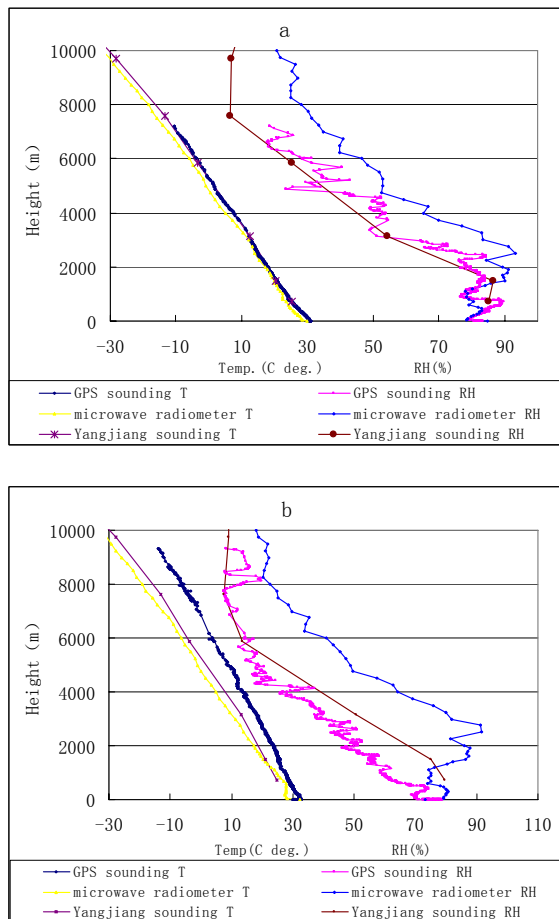 a
10000
8000
6000
4000
2000
0
Height (m)
-30 -10 10 30 50 70 90
Temp.(C deg.) RH(%)
GPS sounding T GPS sounding RH
microwave radiometer T microwave radiometer RH
Yangjiang sounding T Yangjiang sounding RH
b
10000
8000
6000
4000
2000
0
Height (m)
-30 -10 10 30 50 70 90 110
Temp(C deg.) RH(%)
GPS sounding T GPS sounding RH
microwave radiometer T microwave radiometer RH
Yangjiang sounding T Yangjiang sounding RH